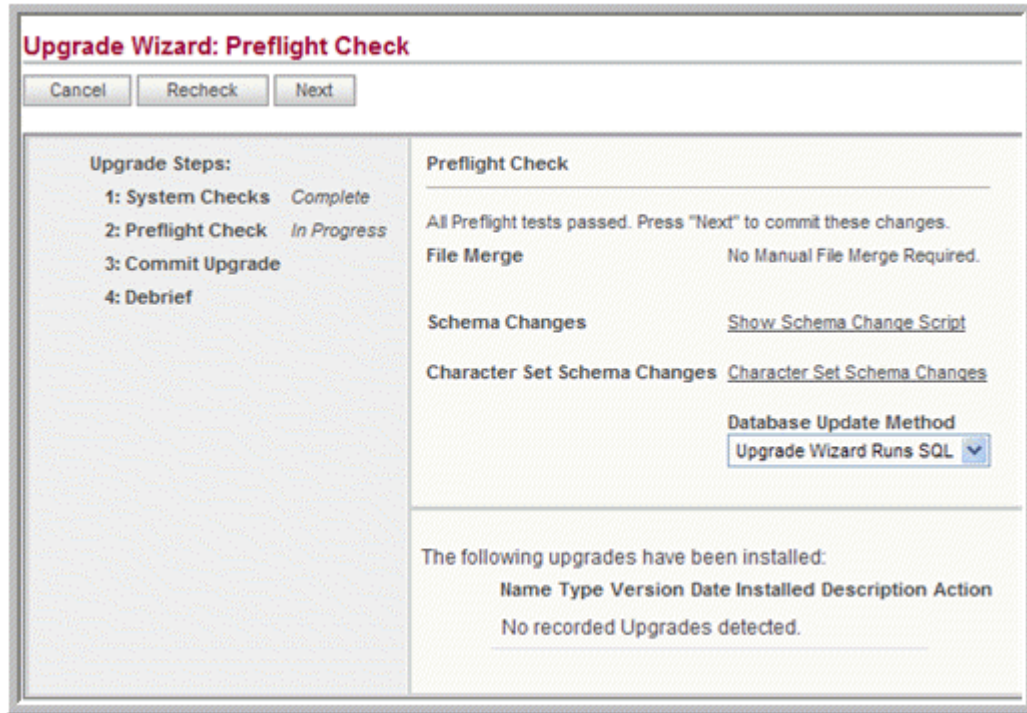 Upgrade Wizard: Preflight Check
Cancel Recheck Next
Upgrade Steps:
1: System Checks Complete
2: Preflight Check In Progress
3: Commit Upgrade
4: Debrief
Preflight Check
All Preflight tests passed. Press "Next" to commit these changes.
File Merge No Manual File Merge Required.
Schema Changes Show Schema Change Script
Character Set Schema Changes Character Set Schema Changes
Database Update Method
Upgrade Wizard Runs SQL
The following upgrades have been installed:
Name Type Version Date Installed Description Action
No recorded Upgrades detected.